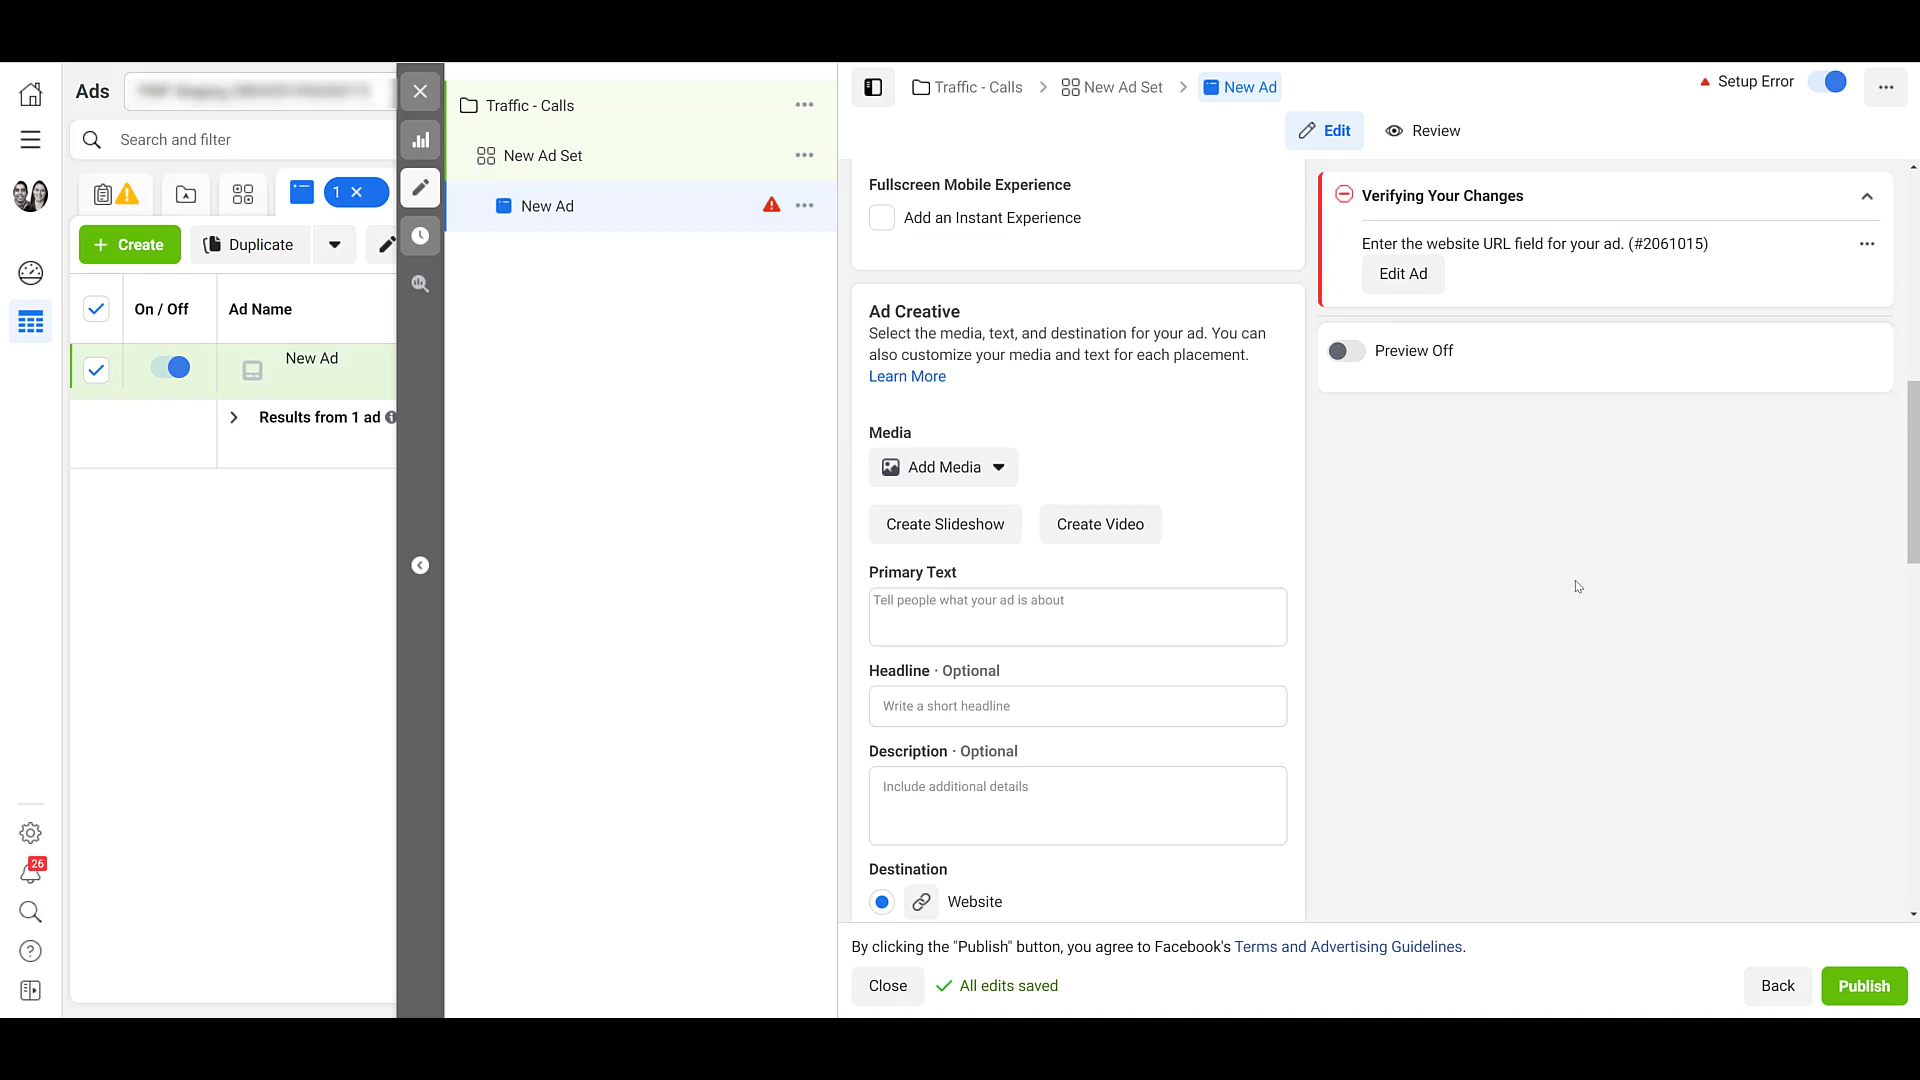 Ads
Search and filter
1
Create
Duplicate
On / Off
Ad Name
New Ad
Results from 1 ad
26
Traffic - Calls
New Ad Set
New Ad
Traffic - Calls
New Ad Set
New Ad
Setup Error
Edit
Review
Fullscreen Mobile Experience
Add an Instant Experience
Ad Creative
Select the media, text, and destination for your ad. You can
also customize your media and text for each placement.
Learn More
Media
Add Media
Create Slideshow
Create Video
Primary Text
Tell people what your ad is about
Headline · Optional
Write a short headline
Description · Optional
Include additional details
Destination
Website
Verifying Your Changes
Enter the website URL field for your ad. (#2061015)
Edit Ad
Preview Off
By clicking the "Publish" button, you agree to Facebook's Terms and Advertising Guidelines.
Close
All edits saved
Back
Publish